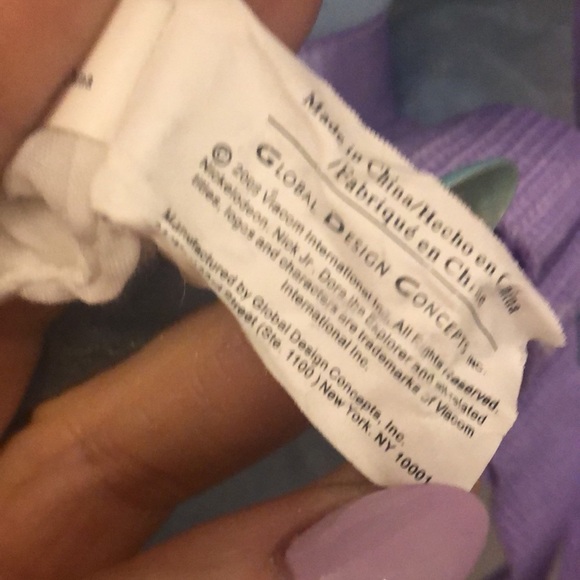 Made in China/Hecho en China
/Fabriqué en Chine
GLOBAL DESIGN CONCEPTS, INC.
Viacom International Inc. All Rights Reserved.
Nickelodeon, Nick Jr., Dora the Explorer and all related
titles, logos and characters are trademarks of Viacom
International Inc.
Manufactured by Global Design Concepts, Inc.
Street (Ste. 1100) New York, NY 10001